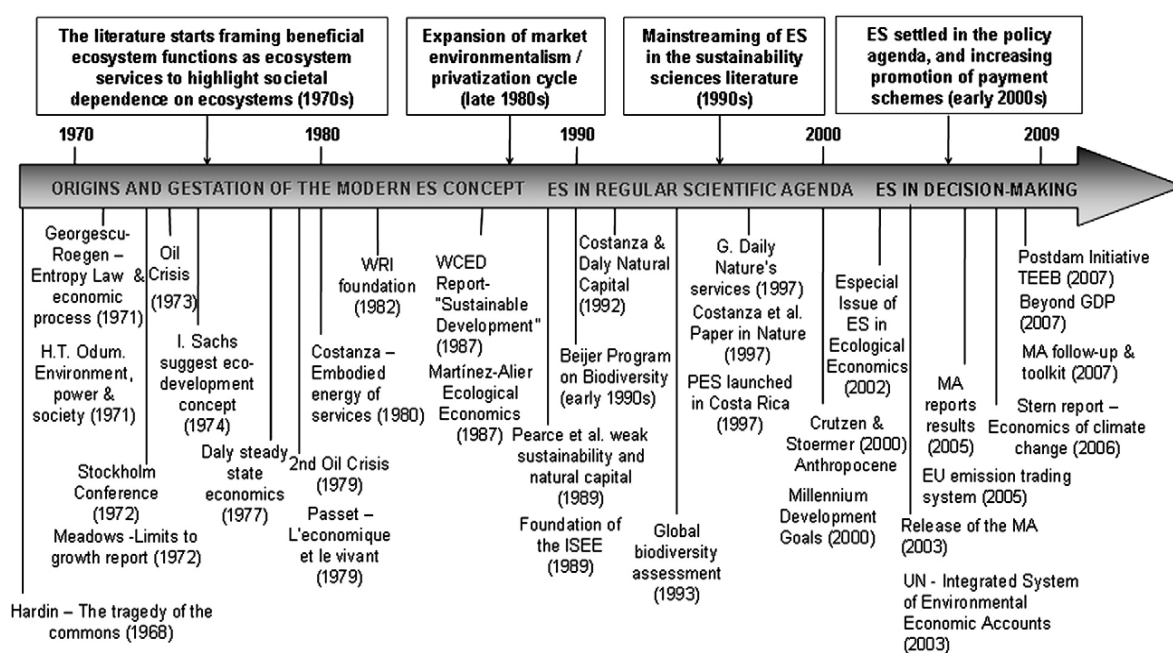 The literature starts framing beneficial
ecosystem functions as ecosystem
services to highlight societal
dependence on ecosystems (1970s)
Expansion of market
environmentalism /
privatization cycle
(late 1980s)
Mainstreaming of ES
in the sustainability
sciences literature
(1990s)
ES settled in the policy
agenda, and increasing
promotion of payment
schemes (early 2000s)
1970
1980
1990
2000
2009
ORIGINS AND GESTATION OF THE MODERN ES CONCEPT
ES IN REGULAR SCIENTIFIC AGENDA
ES IN DECISION-MAKING
Georgescu-
Roegen –
Entropy Law &
economic
process (1971)
H.T. Odum.
Environment,
power &
society (1971)
Oil
Crisis
(1973)
I. Sachs
suggest eco-
development
concept
(1974)
Stockholm
Conference
(1972)
Meadows -Limits to
growth report (1972)
Hardin – The tragedy of the
commons (1968)
Daly steady
state
economics
(1977)
2nd Oil Crisis
(1979)
Passet –
L'economique
et le vivant
(1979)
WRI
foundation
(1982)
Costanza –
Embodied
energy of
services (1980)
WCED
Report-
"Sustainable
Development"
(1987)
Martínez-Alier
Ecological
Economics
(1987)
Costanza &
Daly Natural
Capital
(1992)
Beijer Program
on Biodiversity
(early 1990s)
Pearce et al. weak
sustainability and
natural capital
(1989)
Foundation of
the ISEE
(1989)
G. Daily
Nature's
services (1997)
Costanza et al.
Paper in Nature
(1997)
PES launched
in Costa Rica
(1997)
Global
biodiversity
assessment
(1993)
Especial
Issue of
ES in
Ecological
Economics
(2002)
Crutzen &
Stoermer (2000)
Anthropocene
Millennium
Development
Goals (2000)
MA
reports
results
(2005)
EU emission trading
system (2005)
Release of the MA
(2003)
UN - Integrated System
of Environmental
Economic Accounts
(2003)
Postdam Initiative
TEEB (2007)
Beyond GDP
(2007)
MA follow-up &
toolkit (2007)
Stern report –
Economics of climate
change (2006)